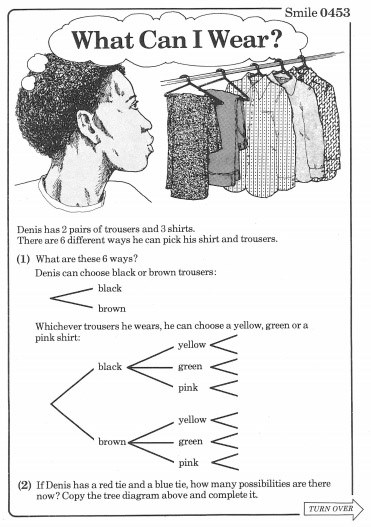 Smile 0453
What Can I Wear?
Denis has 2 pairs of trousers and 3 shirts.
There are 6 different ways he can pick his shirt and trousers.
(1) What are these 6 ways?
Denis can choose black or brown trousers:
black
brown
Whichever trousers he wears, he can choose a yellow, green or a
pink shirt:
yellow
black
green
pink
yellow
brown
green
pink
(2) If Denis has a red tie and a blue tie, how many possibilities are there
now? Copy the tree diagram above and complete it.
TURN OVER